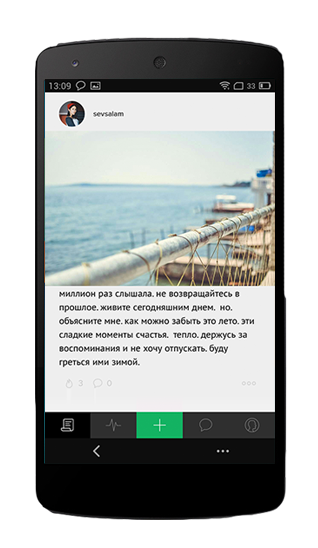 13:09 33
sevsalam
миллион раз слышала. не возвращайтесь в
прошлое. живите сегодняшним днем. но.
объясните мне. как можно забыть это лето. эти
сладкие моменты счастья. тепло. держусь за
воспоминания и не хочу отпускать. буду
греться ими зимой.
3 0